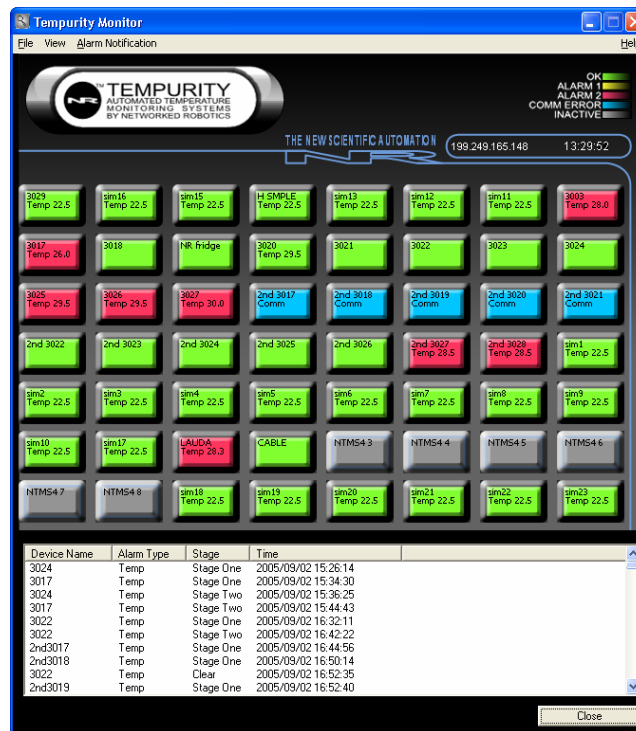 Tempurity Monitor
File View Alarm Notification Hel
NR ™ TEMPURITY
AUTOMATED TEMPERATURE
MONITORING SYSTEMS
BY NETWORKED ROBOTICS
OK
ALARM 1
ALARM 2
COMM ERROR
INACTIVE
THE NEW SCIENTIFIC AUTOMATION
NR
199.249.165.148 13:29:52
3029 sim16 sim15 H SMPLE sim13 sim12 sim11 3003
Temp 22.5 Temp 22.5 Temp 22.5 Temp 22.5 Temp 22.5 Temp 22.5 Temp 22.5 Temp 28.0
3017 3018 NR fridge 3020 3021 3022 3023 3024
Temp 26.0 Temp 29.5
3025 3026 3027 2nd 3017 2nd 3018 2nd 3019 2nd 3020 2nd 3021
Temp 29.5 Temp 29.5 Temp 30.0 Comm Comm Comm Comm Comm
2nd 3022 2nd 3023 2nd 3024 2nd 3025 2nd 3026 2nd 3027 2nd 3028 sim1
Temp 28.5 Temp 28.5 Temp 22.5
sim2 sim3 sim4 sim5 sim6 sim7 sim8 sim9
Temp 22.5 Temp 22.5 Temp 22.5 Temp 22.5 Temp 22.5 Temp 22.5 Temp 22.5 Temp 22.5
sim10 sim17 LAUDA CABLE NTMS4 3 NTMS4 4 NTMS4 5 NTMS4 6
Temp 22.5 Temp 22.5 Temp 28.3
NTMS4 7 NTMS4 8 sim18 sim19 sim20 sim21 sim22 sim23
Temp 22.5 Temp 22.5 Temp 22.5 Temp 22.5 Temp 22.5 Temp 22.5
Device Name Alarm Type Stage Time
3024 Temp Stage One 2005/09/02 15:26:14
3017 Temp Stage One 2005/09/02 15:34:30
3024 Temp Stage Two 2005/09/02 15:36:25
3017 Temp Stage Two 2005/09/02 15:44:43
3022 Temp Stage One 2005/09/02 16:32:11
3022 Temp Stage Two 2005/09/02 16:42:22
2nd3017 Temp Stage One 2005/09/02 16:44:56
2nd3018 Temp Stage One 2005/09/02 16:50:14
3022 Temp Clear 2005/09/02 16:52:35
2nd3019 Temp Stage One 2005/09/02 16:52:40
Close